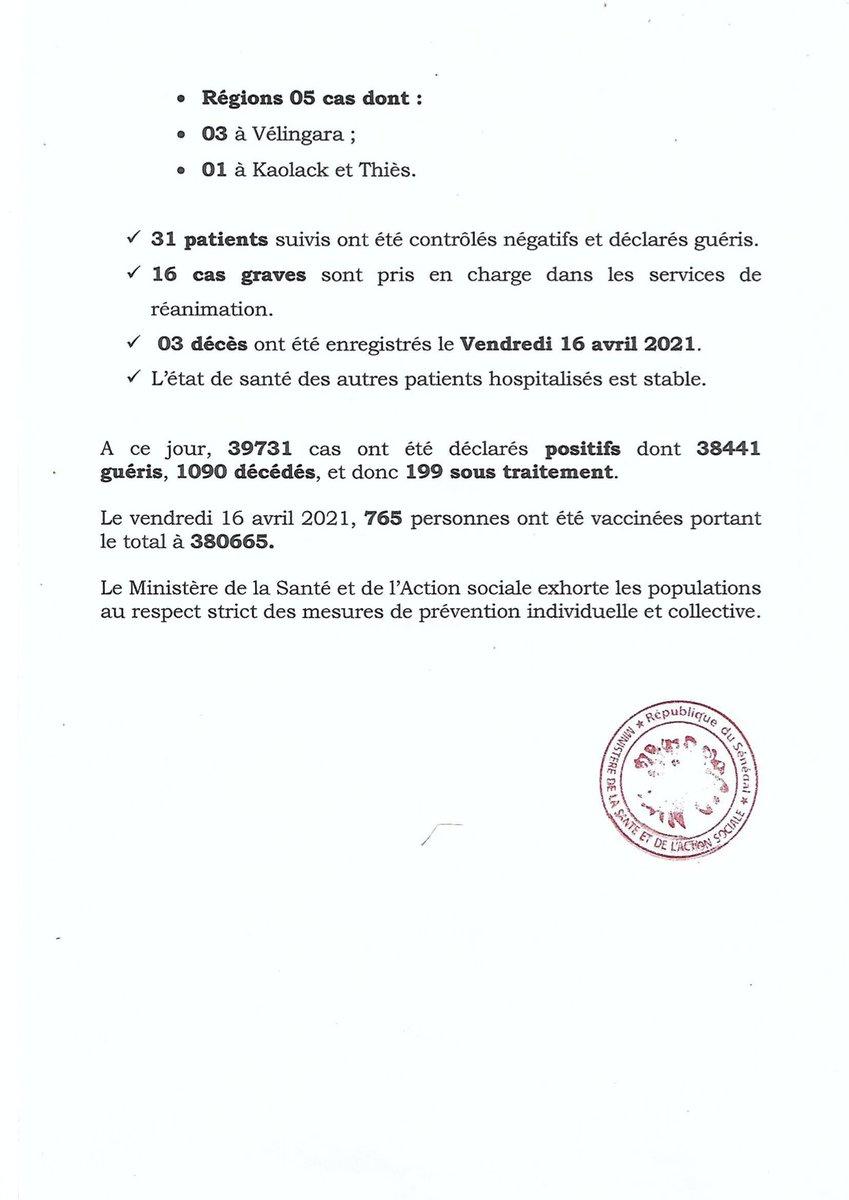 • Régions 05 cas dont :
• 03 à Vélingara ;
• 01 à Kaolack et Thiès.
✓ 31 patients suivis ont été contrôlés négatifs et déclarés guéris.
✓ 16 cas graves sont pris en charge dans les services de
réanimation.
✓ 03 décès ont été enregistrés le Vendredi 16 avril 2021.
✓ L'état de santé des autres patients hospitalisés est stable.
A ce jour, 39731 cas ont été déclarés positifs dont 38441
guéris, 1090 décédés, et donc 199 sous traitement.
Le vendredi 16 avril 2021, 765 personnes ont été vaccinées portant
le total à 380665.
Le Ministère de la Santé et de l'Action sociale exhorte les populations
au respect strict des mesures de prévention individuelle et collective.
★ République du Sénégal ★
MINISTERE DE LA SANTE ET DE L'ACTION SOCIALE